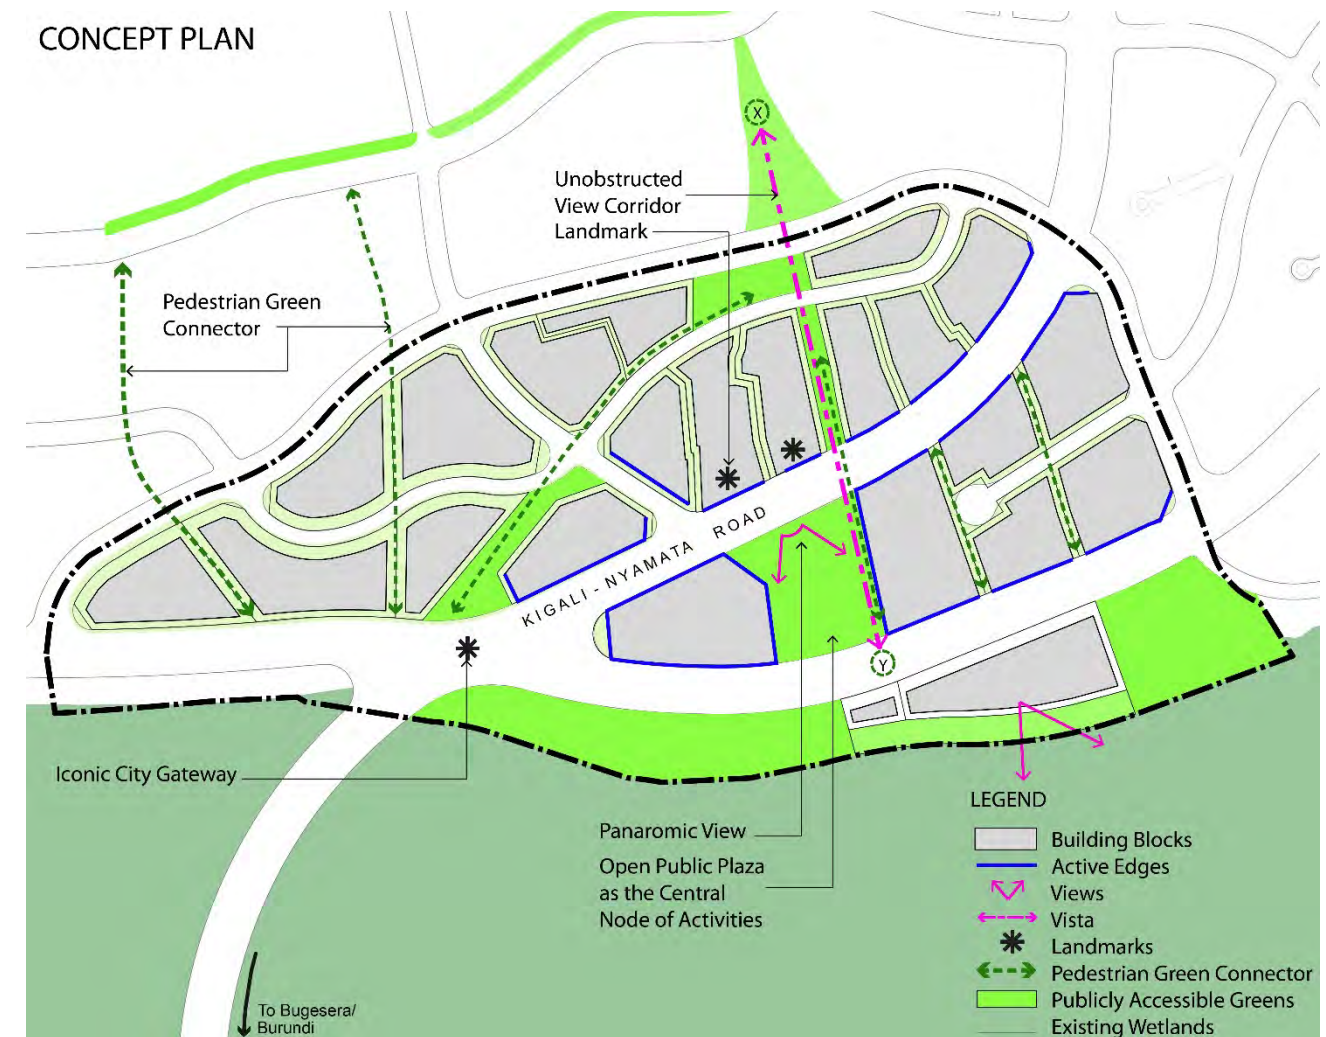 CONCEPT PLAN
X
Unobstructed
View Corridor
Landmark
Pedestrian Green
Connector
KIGALI - NYAMATA ROAD
Y
Iconic City Gateway
Panaromic View
Open Public Plaza
as the Central
Node of Activities
To Bugesera/
Burundi
LEGEND
Building Blocks
Active Edges
Views
Vista
Landmarks
Pedestrian Green Connector
Publicly Accessible Greens
Existing Wetlands